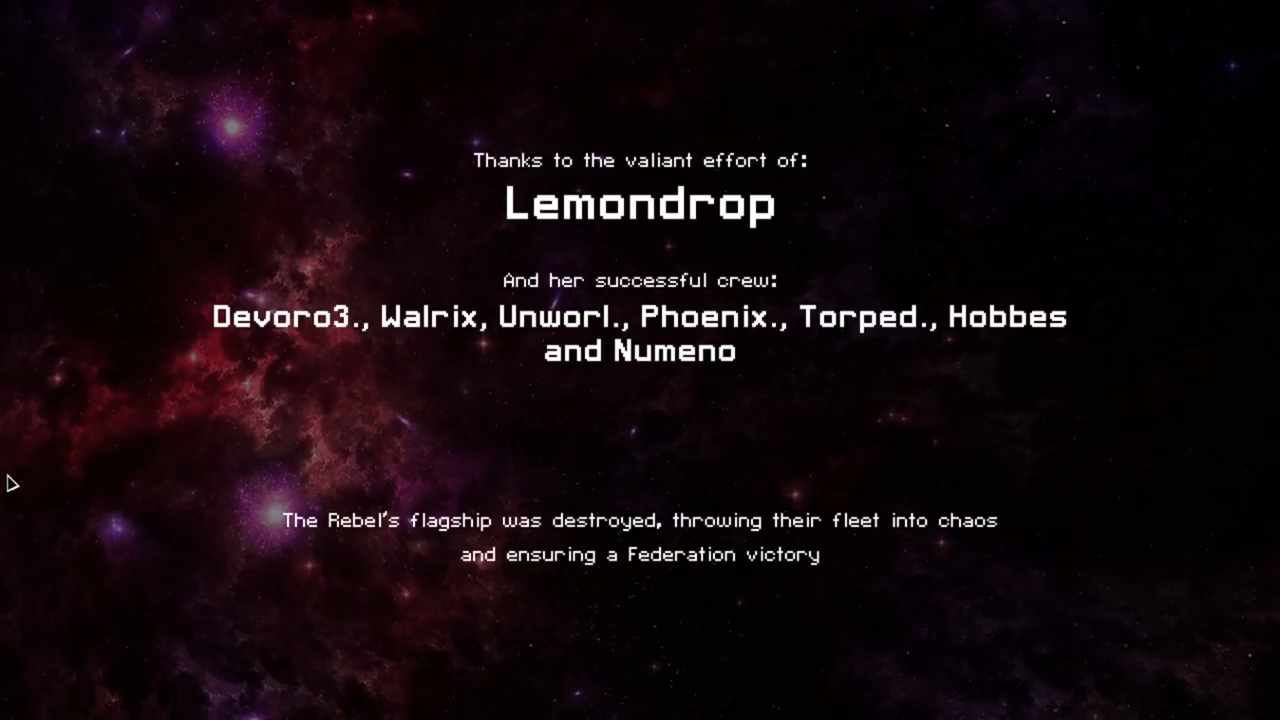 Thanks to the valiant effort of:
Lemondrop
And her successful crew:
Devoro3., Walrix, Unworl., Phoenix., Torped., Hobbes
and Numeno
The Rebel's flagship was destroyed, throwing their fleet into chaos
and ensuring a Federation victory